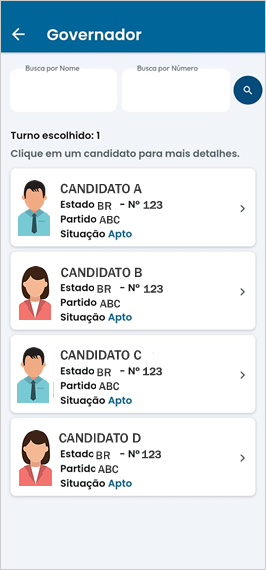 Governador
Busca por Nome Busca por Número
Turno escolhido: 1
Clique em um candidato para mais detalhes.
CANDIDATO A
Estado BR - Nº 123
Partido ABC
Situação Apto
CANDIDATO B
Estado BR - Nº 123
Partido ABC
Situação Apto
CANDIDATO C
Estado BR - Nº 123
Partido ABC
Situação Apto
CANDIDATO D
Estado BR - Nº 123
Partido ABC
Situação Apto